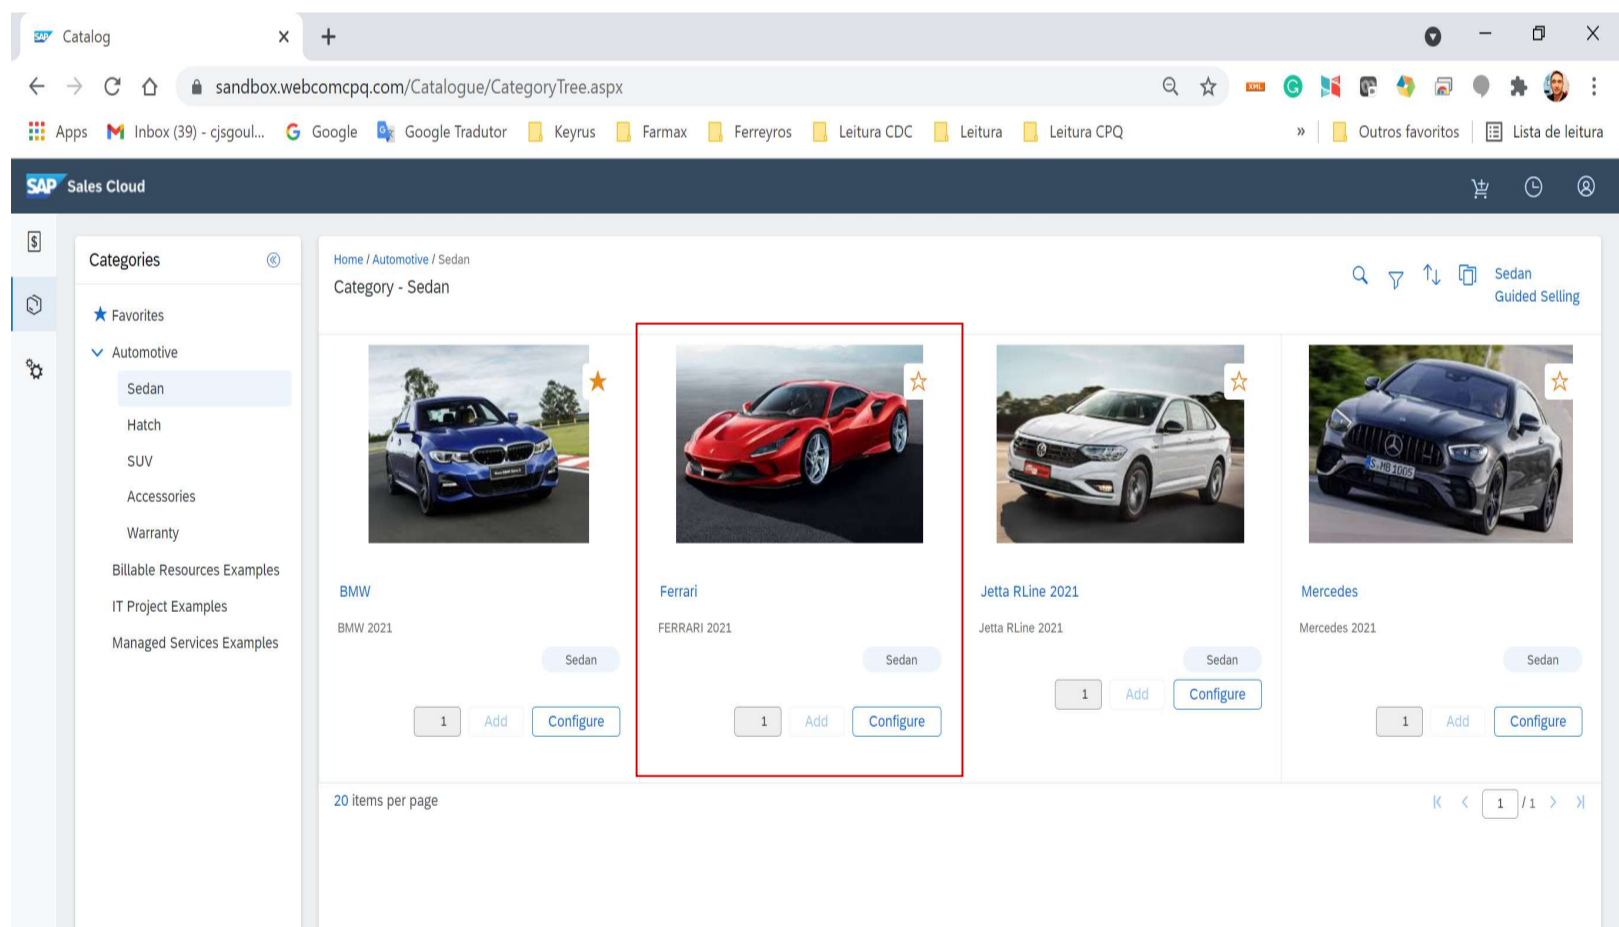 SAP Catalog
sandbox.webcomcpq.com/Catalogue/CategoryTree.aspx
XML G
Apps Inbox (39) - cjsgoul... Google Google Tradutor Keyrus Farmax Ferreyros Leitura CDC Leitura Leitura CPQ » Outros favoritos Lista de leitura
SAP Sales Cloud
Categories
Favorites
Automotive
Sedan
Hatch
SUV
Accessories
Warranty
Billable Resources Examples
IT Project Examples
Managed Services Examples
Home / Automotive / Sedan
Category - Sedan
Sedan
Guided Selling
S·MB 1005
BMW
BMW 2021
Sedan
1 Add Configure
Ferrari
FERRARI 2021
Sedan
1 Add Configure
Jetta RLine 2021
Jetta RLine 2021
Sedan
1 Add Configure
Mercedes
Mercedes 2021
Sedan
1 Add Configure
20 items per page
1 / 1